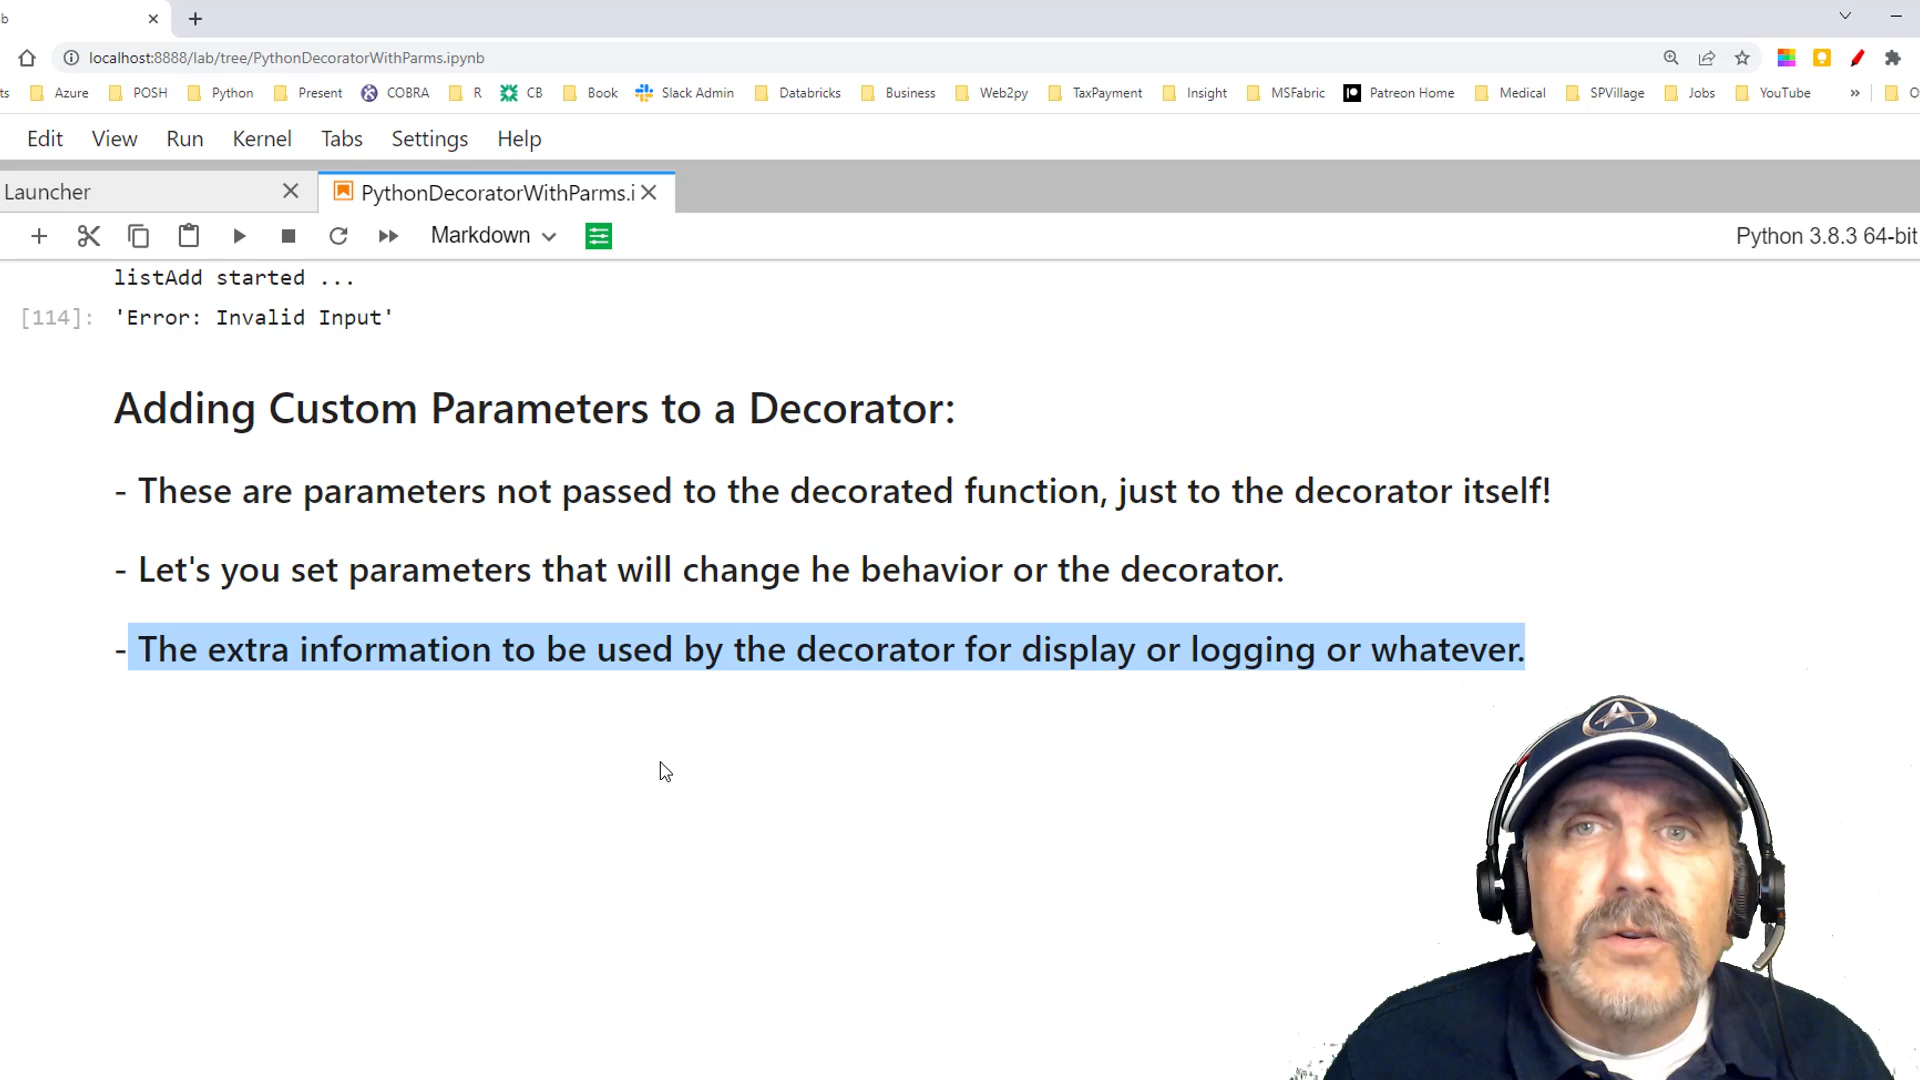 b
localhost:8888/lab/tree/PythonDecoratorWithParms.ipynb
ts Azure POSH Python Present COBRA R CB Book Slack Admin Databricks Business Web2py TaxPayment Insight MSFabric Patreon Home Medical SPVillage Jobs YouTube » O
Edit View Run Kernel Tabs Settings Help
Launcher PythonDecoratorWithParms.i
Markdown Python 3.8.3 64-bit
listAdd started ...
[114]: 'Error: Invalid Input'
Adding Custom Parameters to a Decorator:
- These are parameters not passed to the decorated function, just to the decorator itself!
- Let's you set parameters that will change he behavior or the decorator.
- The extra information to be used by the decorator for display or logging or whatever.